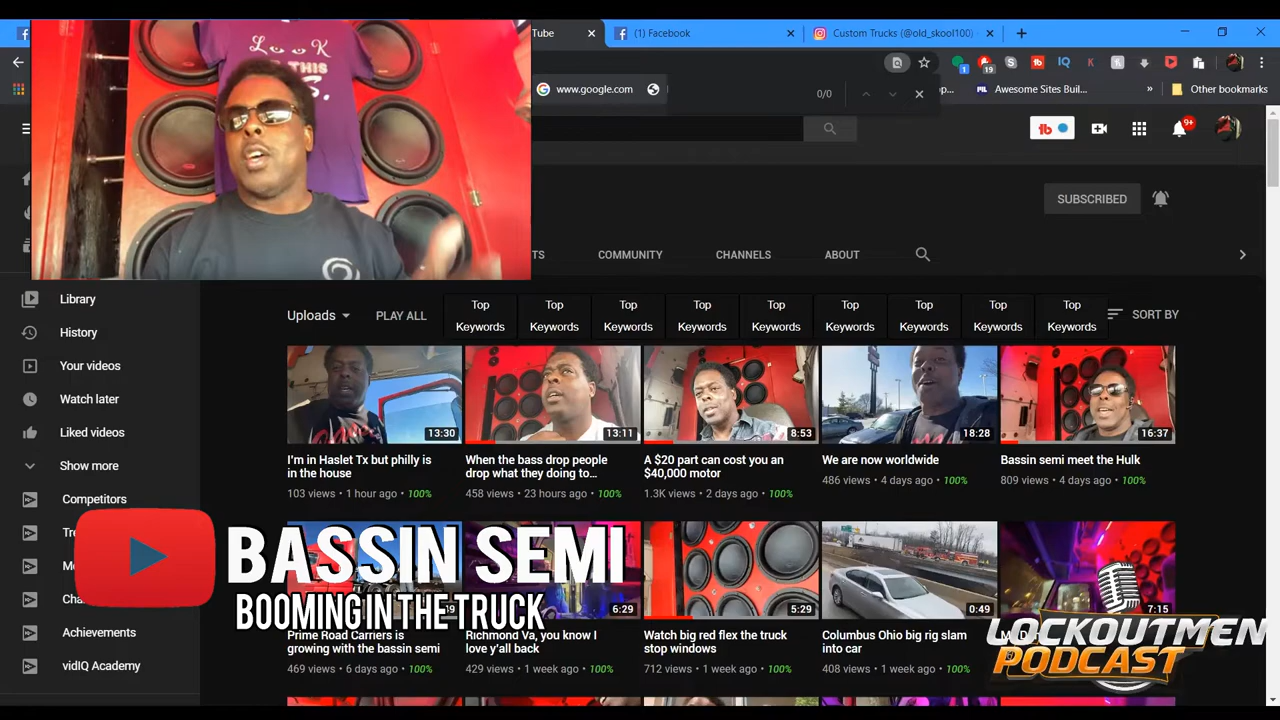 Tube
(1) Facebook
Custom Trucks (@old_skool100)
LOOK
THIS
S.
www.google.com
0/0
1
19
IQ
Awesome Sites Buil...
»
Other bookmarks
9+
SUBSCRIBED
TS
COMMUNITY
CHANNELS
ABOUT
Library
History
Your videos
Watch later
Liked videos
Show more
Competitors
Achievements
vidIQ Academy
Uploads
PLAY ALL
Top Keywords
Top Keywords
Top Keywords
Top Keywords
Top Keywords
Top Keywords
Top Keywords
Top Keywords
Top Keywords
SORT BY
13:30
I'm in Haslet Tx but philly is
in the house
103 views • 1 hour ago • 100%
13:11
When the bass drop people
drop what they doing to...
458 views • 23 hours ago • 100%
8:53
A $20 part can cost you an
$40,000 motor
1.3K views • 2 days ago • 100%
18:28
We are now worldwide
486 views • 4 days ago • 100%
16:37
Bassin semi meet the Hulk
809 views • 4 days ago • 100%
BASSIN SEMI
BOOMING IN THE TRUCK
Prime Road Carriers is
growing with the bassin semi
469 views • 6 days ago • 100%
6:29
Richmond Va, you know I
love y'all back
429 views • 1 week ago • 100%
5:29
Watch big red flex the truck
stop windows
712 views • 1 week ago • 100%
0:49
Columbus Ohio big rig slam
into car
408 views • 1 week ago • 100%
7:15
LOCKOUTMEN
PODCAST